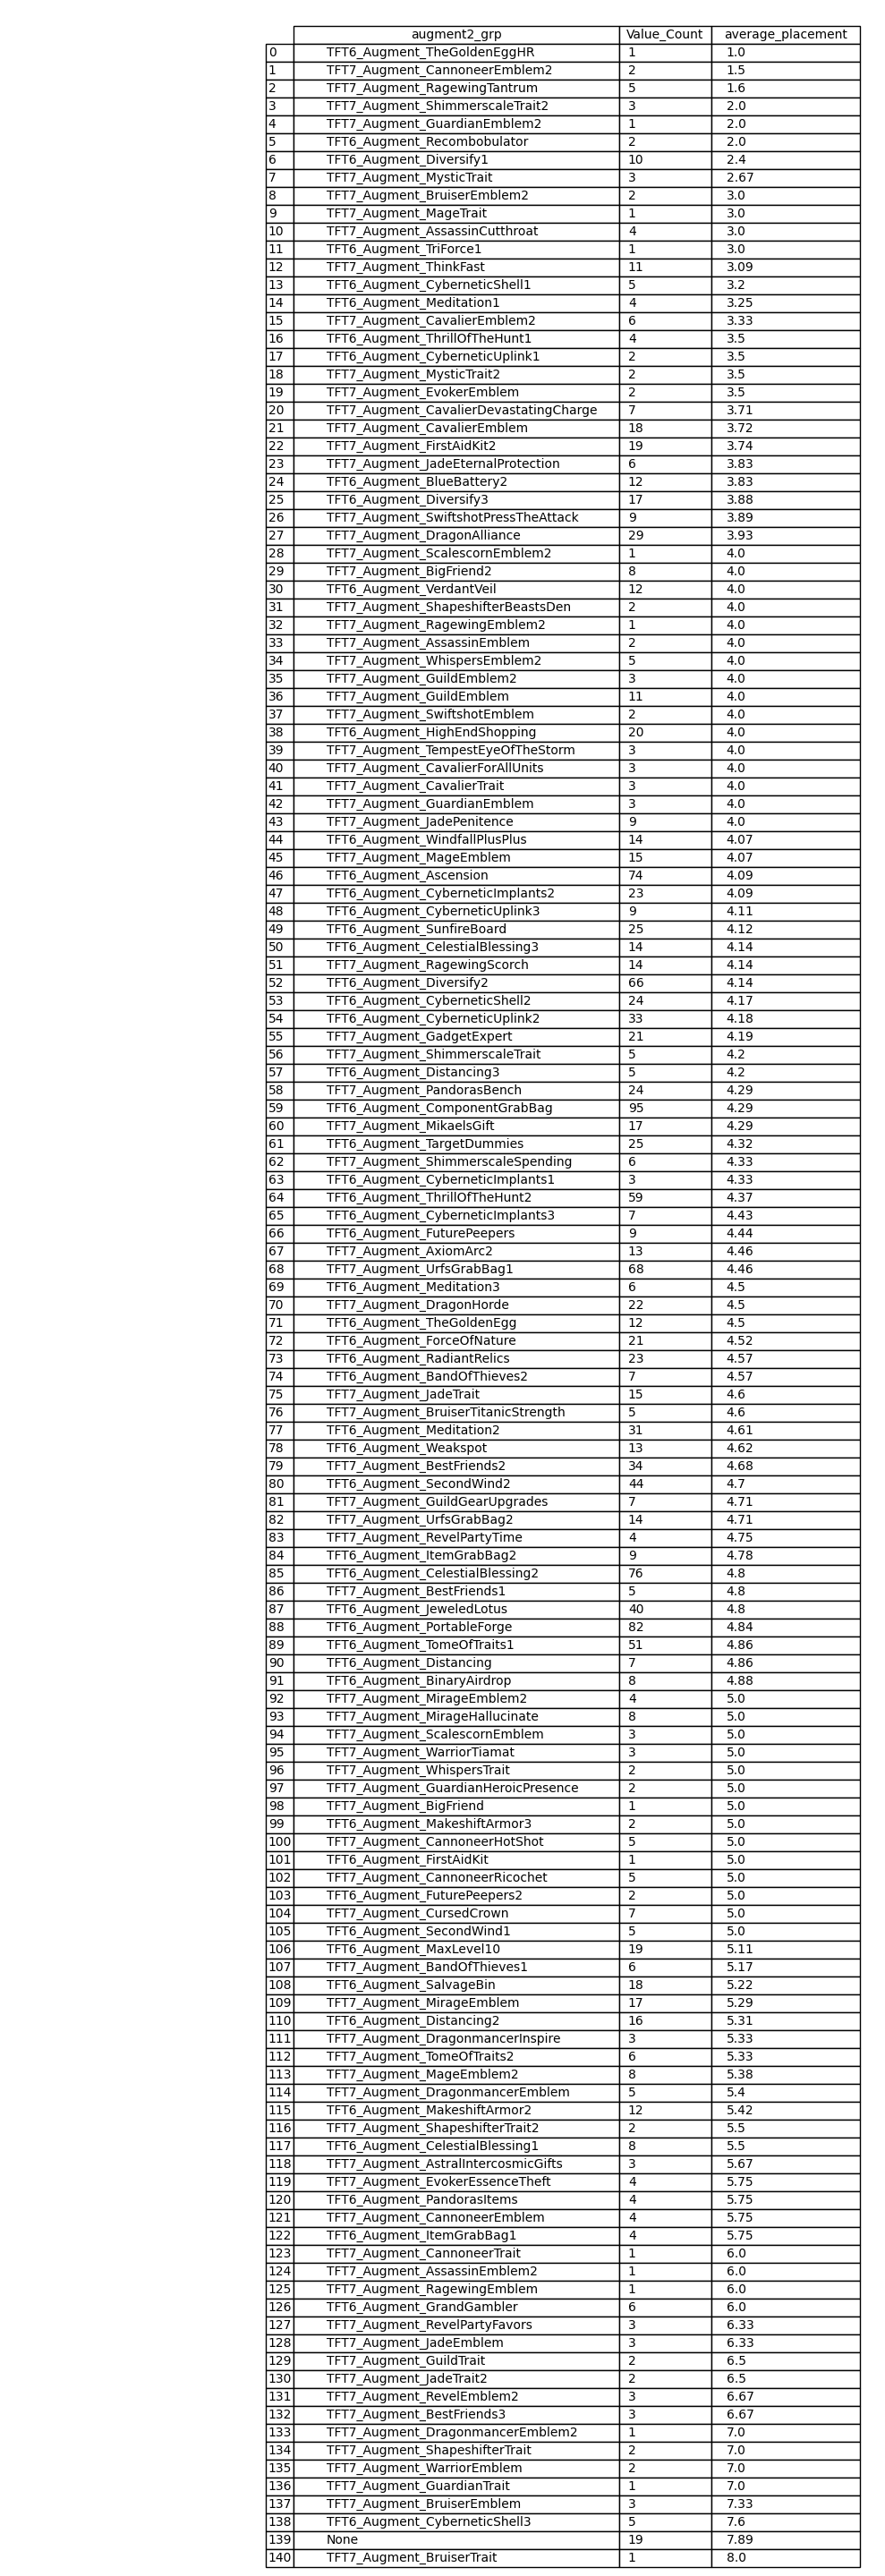 augment2_grp Value_Count average_placement
0 TFT6_Augment_TheGoldenEggHR 1 1.0
1 TFT7_Augment_CannoneerEmblem2 2 1.5
2 TFT7_Augment_RagewingTantrum 5 1.6
3 TFT7_Augment_ShimmerscaleTrait2 3 2.0
4 TFT7_Augment_GuardianEmblem2 1 2.0
5 TFT6_Augment_Recombobulator 2 2.0
6 TFT6_Augment_Diversify1 10 2.4
7 TFT7_Augment_MysticTrait 3 2.67
8 TFT7_Augment_BruiserEmblem2 2 3.0
9 TFT7_Augment_MageTrait 1 3.0
10 TFT7_Augment_AssassinCutthroat 4 3.0
11 TFT6_Augment_TriForce1 1 3.0
12 TFT7_Augment_ThinkFast 11 3.09
13 TFT6_Augment_CyberneticShell1 5 3.2
14 TFT6_Augment_Meditation1 4 3.25
15 TFT7_Augment_CavalierEmblem2 6 3.33
16 TFT6_Augment_ThrillOfTheHunt1 4 3.5
17 TFT6_Augment_CyberneticUplink1 2 3.5
18 TFT7_Augment_MysticTrait2 2 3.5
19 TFT7_Augment_EvokerEmblem 2 3.5
20 TFT7_Augment_CavalierDevastatingCharge 7 3.71
21 TFT7_Augment_CavalierEmblem 18 3.72
22 TFT7_Augment_FirstAidKit2 19 3.74
23 TFT7_Augment_JadeEternalProtection 6 3.83
24 TFT6_Augment_BlueBattery2 12 3.83
25 TFT6_Augment_Diversify3 17 3.88
26 TFT7_Augment_SwiftshotPressTheAttack 9 3.89
27 TFT7_Augment_DragonAlliance 29 3.93
28 TFT7_Augment_ScalescornEmblem2 1 4.0
29 TFT7_Augment_BigFriend2 8 4.0
30 TFT6_Augment_VerdantVeil 12 4.0
31 TFT7_Augment_ShapeshifterBeastsDen 2 4.0
32 TFT7_Augment_RagewingEmblem2 1 4.0
33 TFT7_Augment_AssassinEmblem 2 4.0
34 TFT7_Augment_WhispersEmblem2 5 4.0
35 TFT7_Augment_GuildEmblem2 3 4.0
36 TFT7_Augment_GuildEmblem 11 4.0
37 TFT7_Augment_SwiftshotEmblem 2 4.0
38 TFT6_Augment_HighEndShopping 20 4.0
39 TFT7_Augment_TempestEyeOfTheStorm 3 4.0
40 TFT7_Augment_CavalierForAllUnits 3 4.0
41 TFT7_Augment_CavalierTrait 3 4.0
42 TFT7_Augment_GuardianEmblem 3 4.0
43 TFT7_Augment_JadePenitence 9 4.0
44 TFT6_Augment_WindfallPlusPlus 14 4.07
45 TFT7_Augment_MageEmblem 15 4.07
46 TFT6_Augment_Ascension 74 4.09
47 TFT6_Augment_CyberneticImplants2 23 4.09
48 TFT6_Augment_CyberneticUplink3 9 4.11
49 TFT6_Augment_SunfireBoard 25 4.12
50 TFT6_Augment_CelestialBlessing3 14 4.14
51 TFT7_Augment_RagewingScorch 14 4.14
52 TFT6_Augment_Diversify2 66 4.14
53 TFT6_Augment_CyberneticShell2 24 4.17
54 TFT6_Augment_CyberneticUplink2 33 4.18
55 TFT7_Augment_GadgetExpert 21 4.19
56 TFT7_Augment_ShimmerscaleTrait 5 4.2
57 TFT6_Augment_Distancing3 5 4.2
58 TFT7_Augment_PandorasBench 24 4.29
59 TFT6_Augment_ComponentGrabBag 95 4.29
60 TFT7_Augment_MikaelsGift 17 4.29
61 TFT6_Augment_TargetDummies 25 4.32
62 TFT7_Augment_ShimmerscaleSpending 6 4.33
63 TFT6_Augment_CyberneticImplants1 3 4.33
64 TFT6_Augment_ThrillOfTheHunt2 59 4.37
65 TFT6_Augment_CyberneticImplants3 7 4.43
66 TFT6_Augment_FuturePeepers 9 4.44
67 TFT7_Augment_AxiomArc2 13 4.46
68 TFT7_Augment_UrfsGrabBag1 68 4.46
69 TFT6_Augment_Meditation3 6 4.5
70 TFT7_Augment_DragonHorde 22 4.5
71 TFT6_Augment_TheGoldenEgg 12 4.5
72 TFT6_Augment_ForceOfNature 21 4.52
73 TFT6_Augment_RadiantRelics 23 4.57
74 TFT6_Augment_BandOfThieves2 7 4.57
75 TFT7_Augment_JadeTrait 15 4.6
76 TFT7_Augment_BruiserTitanicStrength 5 4.6
77 TFT6_Augment_Meditation2 31 4.61
78 TFT6_Augment_Weakspot 13 4.62
79 TFT7_Augment_BestFriends2 34 4.68
80 TFT6_Augment_SecondWind2 44 4.7
81 TFT7_Augment_GuildGearUpgrades 7 4.71
82 TFT7_Augment_UrfsGrabBag2 14 4.71
83 TFT7_Augment_RevelPartyTime 4 4.75
84 TFT6_Augment_ItemGrabBag2 9 4.78
85 TFT6_Augment_CelestialBlessing2 76 4.8
86 TFT7_Augment_BestFriends1 5 4.8
87 TFT6_Augment_JeweledLotus 40 4.8
88 TFT6_Augment_PortableForge 82 4.84
89 TFT6_Augment_TomeOfTraits1 51 4.86
90 TFT6_Augment_Distancing 7 4.86
91 TFT6_Augment_BinaryAirdrop 8 4.88
92 TFT7_Augment_MirageEmblem2 4 5.0
93 TFT7_Augment_MirageHallucinate 8 5.0
94 TFT7_Augment_ScalescornEmblem 3 5.0
95 TFT7_Augment_WarriorTiamat 3 5.0
96 TFT7_Augment_WhispersTrait 2 5.0
97 TFT7_Augment_GuardianHeroicPresence 2 5.0
98 TFT7_Augment_BigFriend 1 5.0
99 TFT6_Augment_MakeshiftArmor3 2 5.0
100 TFT7_Augment_CannoneerHotShot 5 5.0
101 TFT6_Augment_FirstAidKit 1 5.0
102 TFT7_Augment_CannoneerRicochet 5 5.0
103 TFT6_Augment_FuturePeepers2 2 5.0
104 TFT7_Augment_CursedCrown 7 5.0
105 TFT6_Augment_SecondWind1 5 5.0
106 TFT6_Augment_MaxLevel10 19 5.11
107 TFT7_Augment_BandOfThieves1 6 5.17
108 TFT6_Augment_SalvageBin 18 5.22
109 TFT7_Augment_MirageEmblem 17 5.29
110 TFT6_Augment_Distancing2 16 5.31
111 TFT7_Augment_DragonmancerInspire 3 5.33
112 TFT7_Augment_TomeOfTraits2 6 5.33
113 TFT7_Augment_MageEmblem2 8 5.38
114 TFT7_Augment_DragonmancerEmblem 5 5.4
115 TFT6_Augment_MakeshiftArmor2 12 5.42
116 TFT7_Augment_ShapeshifterTrait2 2 5.5
117 TFT6_Augment_CelestialBlessing1 8 5.5
118 TFT7_Augment_AstralIntercosmicGifts 3 5.67
119 TFT7_Augment_EvokerEssenceTheft 4 5.75
120 TFT6_Augment_PandorasItems 4 5.75
121 TFT7_Augment_CannoneerEmblem 4 5.75
122 TFT6_Augment_ItemGrabBag1 4 5.75
123 TFT7_Augment_CannoneerTrait 1 6.0
124 TFT7_Augment_AssassinEmblem2 1 6.0
125 TFT7_Augment_RagewingEmblem 1 6.0
126 TFT6_Augment_GrandGambler 6 6.0
127 TFT7_Augment_RevelPartyFavors 3 6.33
128 TFT7_Augment_JadeEmblem 3 6.33
129 TFT7_Augment_GuildTrait 2 6.5
130 TFT7_Augment_JadeTrait2 2 6.5
131 TFT7_Augment_RevelEmblem2 3 6.67
132 TFT7_Augment_BestFriends3 3 6.67
133 TFT7_Augment_DragonmancerEmblem2 1 7.0
134 TFT7_Augment_ShapeshifterTrait 2 7.0
135 TFT7_Augment_WarriorEmblem 2 7.0
136 TFT7_Augment_GuardianTrait 1 7.0
137 TFT7_Augment_BruiserEmblem 3 7.33
138 TFT6_Augment_CyberneticShell3 5 7.6
139 None 19 7.89
140 TFT7_Augment_BruiserTrait 1 8.0